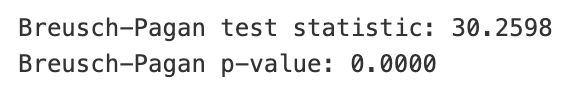 Breusch-Pagan test statistic: 30.2598
Breusch-Pagan p-value: 0.0000